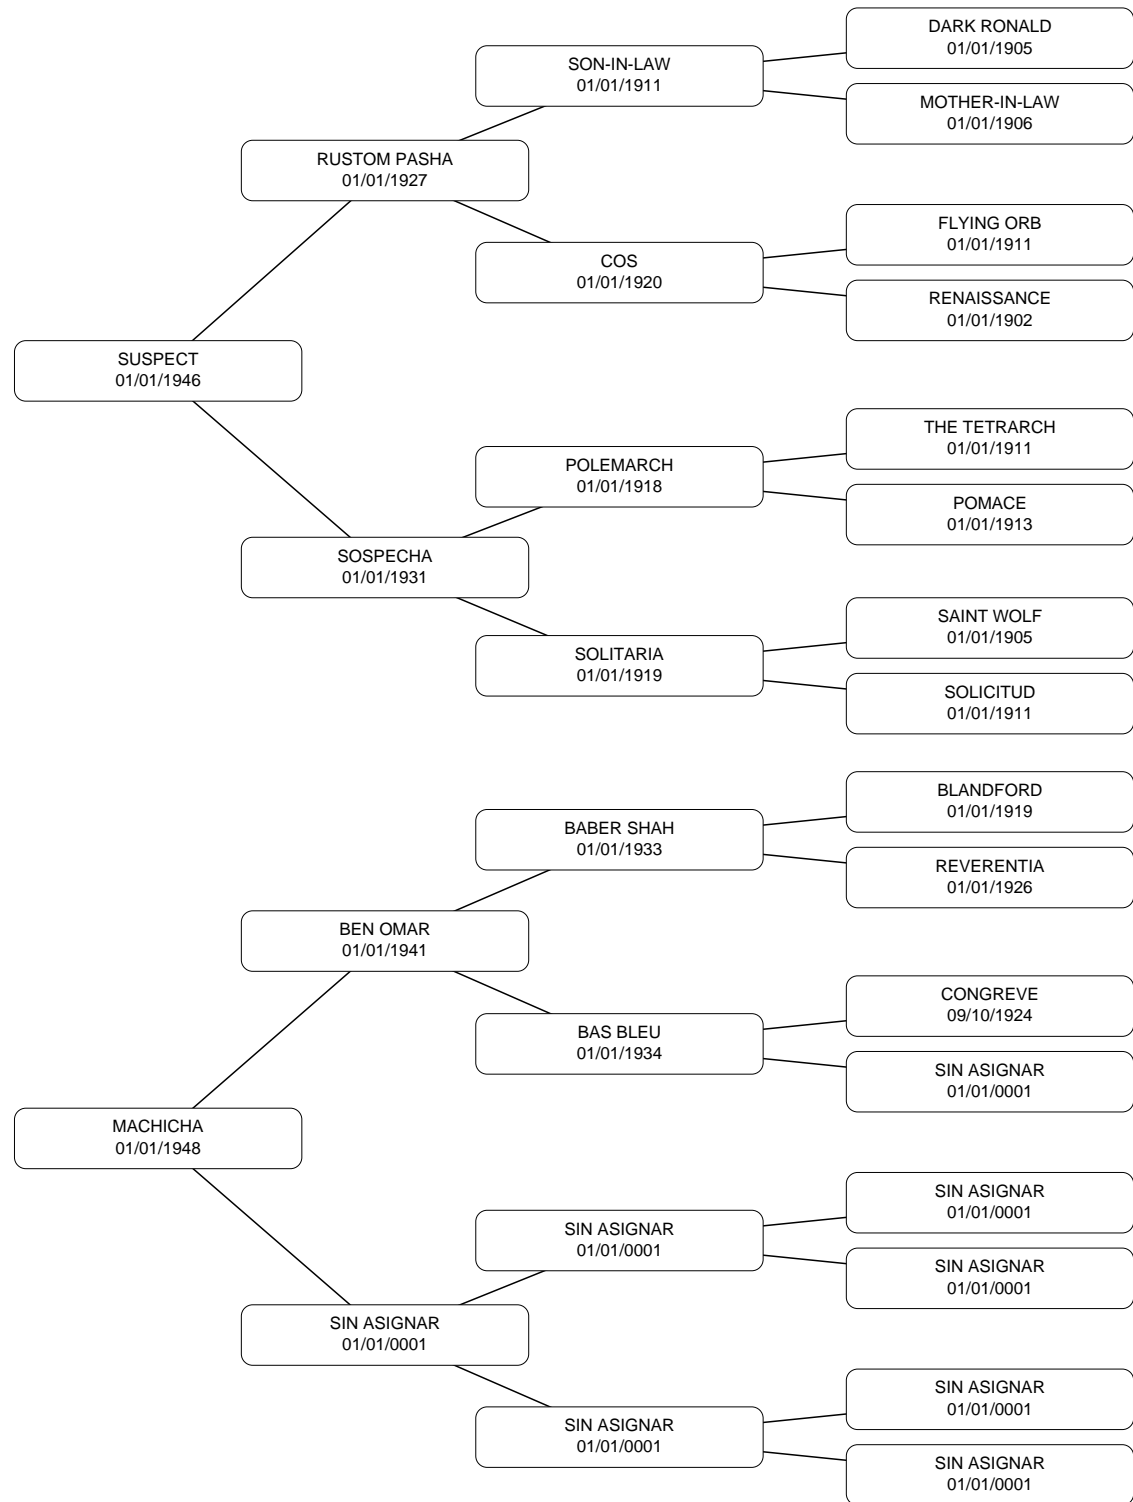 DARK RONALD
01/01/1905
SON-IN-LAW
01/01/1911
MOTHER-IN-LAW
01/01/1906
RUSTOM PASHA
01/01/1927
FLYING ORB
01/01/1911
COS
01/01/1920
RENAISSANCE
01/01/1902
SUSPECT
01/01/1946
THE TETRARCH
01/01/1911
POLEMARCH
01/01/1918
POMACE
01/01/1913
SOSPECHA
01/01/1931
SAINT WOLF
01/01/1905
SOLITARIA
01/01/1919
SOLICITUD
01/01/1911
BLANDFORD
01/01/1919
BABER SHAH
01/01/1933
REVERENTIA
01/01/1926
BEN OMAR
01/01/1941
CONGREVE
09/10/1924
BAS BLEU
01/01/1934
SIN ASIGNAR
01/01/0001
MACHICHA
01/01/1948
SIN ASIGNAR
01/01/0001
SIN ASIGNAR
01/01/0001
SIN ASIGNAR
01/01/0001
SIN ASIGNAR
01/01/0001
SIN ASIGNAR
01/01/0001
SIN ASIGNAR
01/01/0001
SIN ASIGNAR
01/01/0001